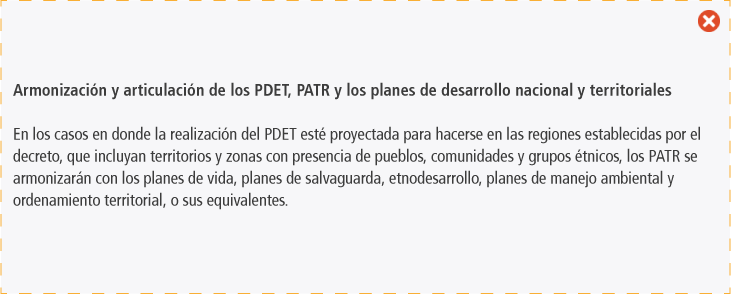 Armonización y articulación de los PDET, PATR y los planes de desarrollo nacional y territoriales
En los casos en donde la realización del PDET esté proyectada para hacerse en las regiones establecidas por el
decreto, que incluyan territorios y zonas con presencia de pueblos, comunidades y grupos étnicos, los PATR se
armonizarán con los planes de vida, planes de salvaguarda, etnodesarrollo, planes de manejo ambiental y
ordenamiento territorial, o sus equivalentes.